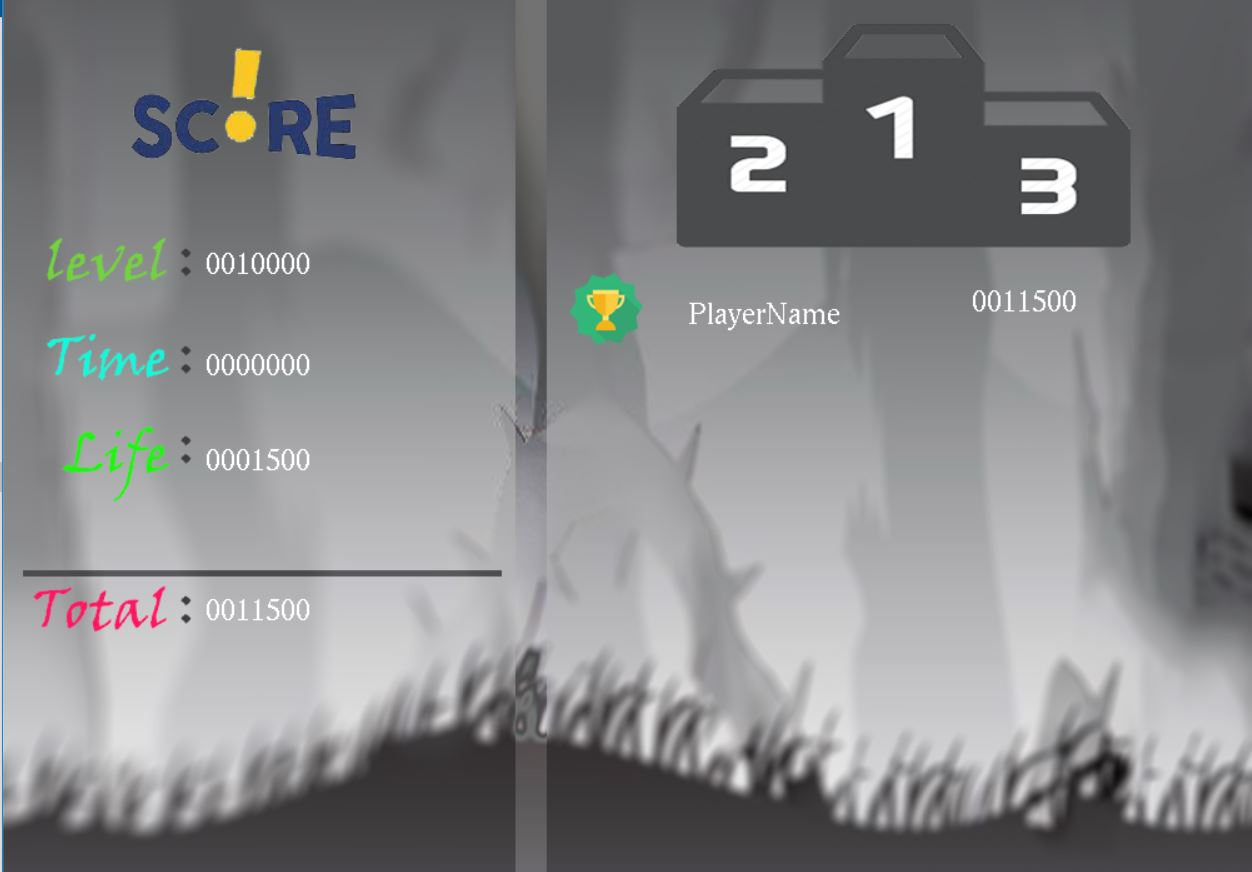 SC!RE
level : 0010000
Time : 0000000
Life : 0001500
Total : 0011500
1
2
3
PlayerName 0011500